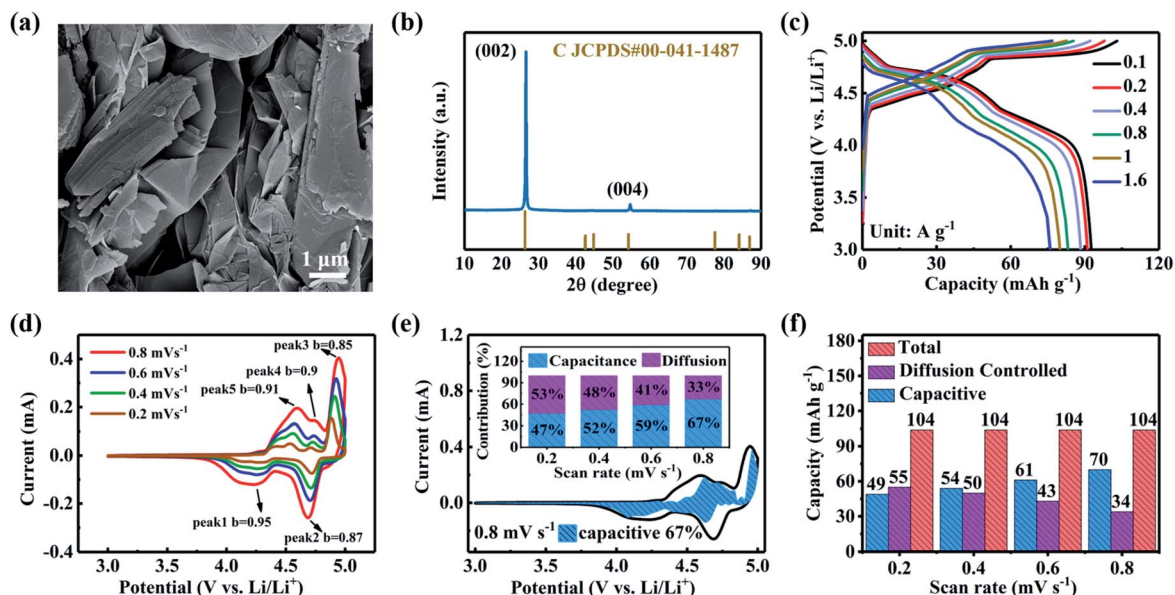 (a)
1 μm
(b)
C JCPDS#00-041-1487
(002)
(004)
Intensity (a.u.)
10 20 30 40 50 60 70 80 90
2θ (degree)
(c)
5.0
4.5
4.0
3.5
3.0
Potential (V vs. Li/Li⁺)
0.1
0.2
0.4
0.8
1
1.6
Unit: A g⁻¹
0 30 60 90 120
Capacity (mAh g⁻¹)
(d)
0.4
0.2
0.0
-0.2
-0.4
Current (mA)
0.8 mVs⁻¹
0.6 mVs⁻¹
0.4 mVs⁻¹
0.2 mVs⁻¹
peak3 b=0.85
peak4 b=0.9
peak5 b=0.91
peak1 b=0.95
peak2 b=0.87
3.0 3.5 4.0 4.5 5.0
Potential (V vs. Li/Li⁺)
(e)
1.2
0.8
0.4
0.0
Current (mA)
Contribution (%)
120
90
60
30
0
Capacitance Diffusion
53% 48% 41% 33%
47% 52% 59% 67%
0.2 0.4 0.6 0.8
Scan rate (mV s⁻¹)
0.8 mV s⁻¹ capacitive 67%
3.0 3.5 4.0 4.5 5.0
Potential (V vs. Li/Li⁺)
(f)
180
150
120
90
60
30
0
Capacity (mAh g⁻¹)
Total
Diffusion Controlled
Capacitive
104 104 104 104
49 55 54 50 61 43 70 34
0.2 0.4 0.6 0.8
Scan rate (mV s⁻¹)